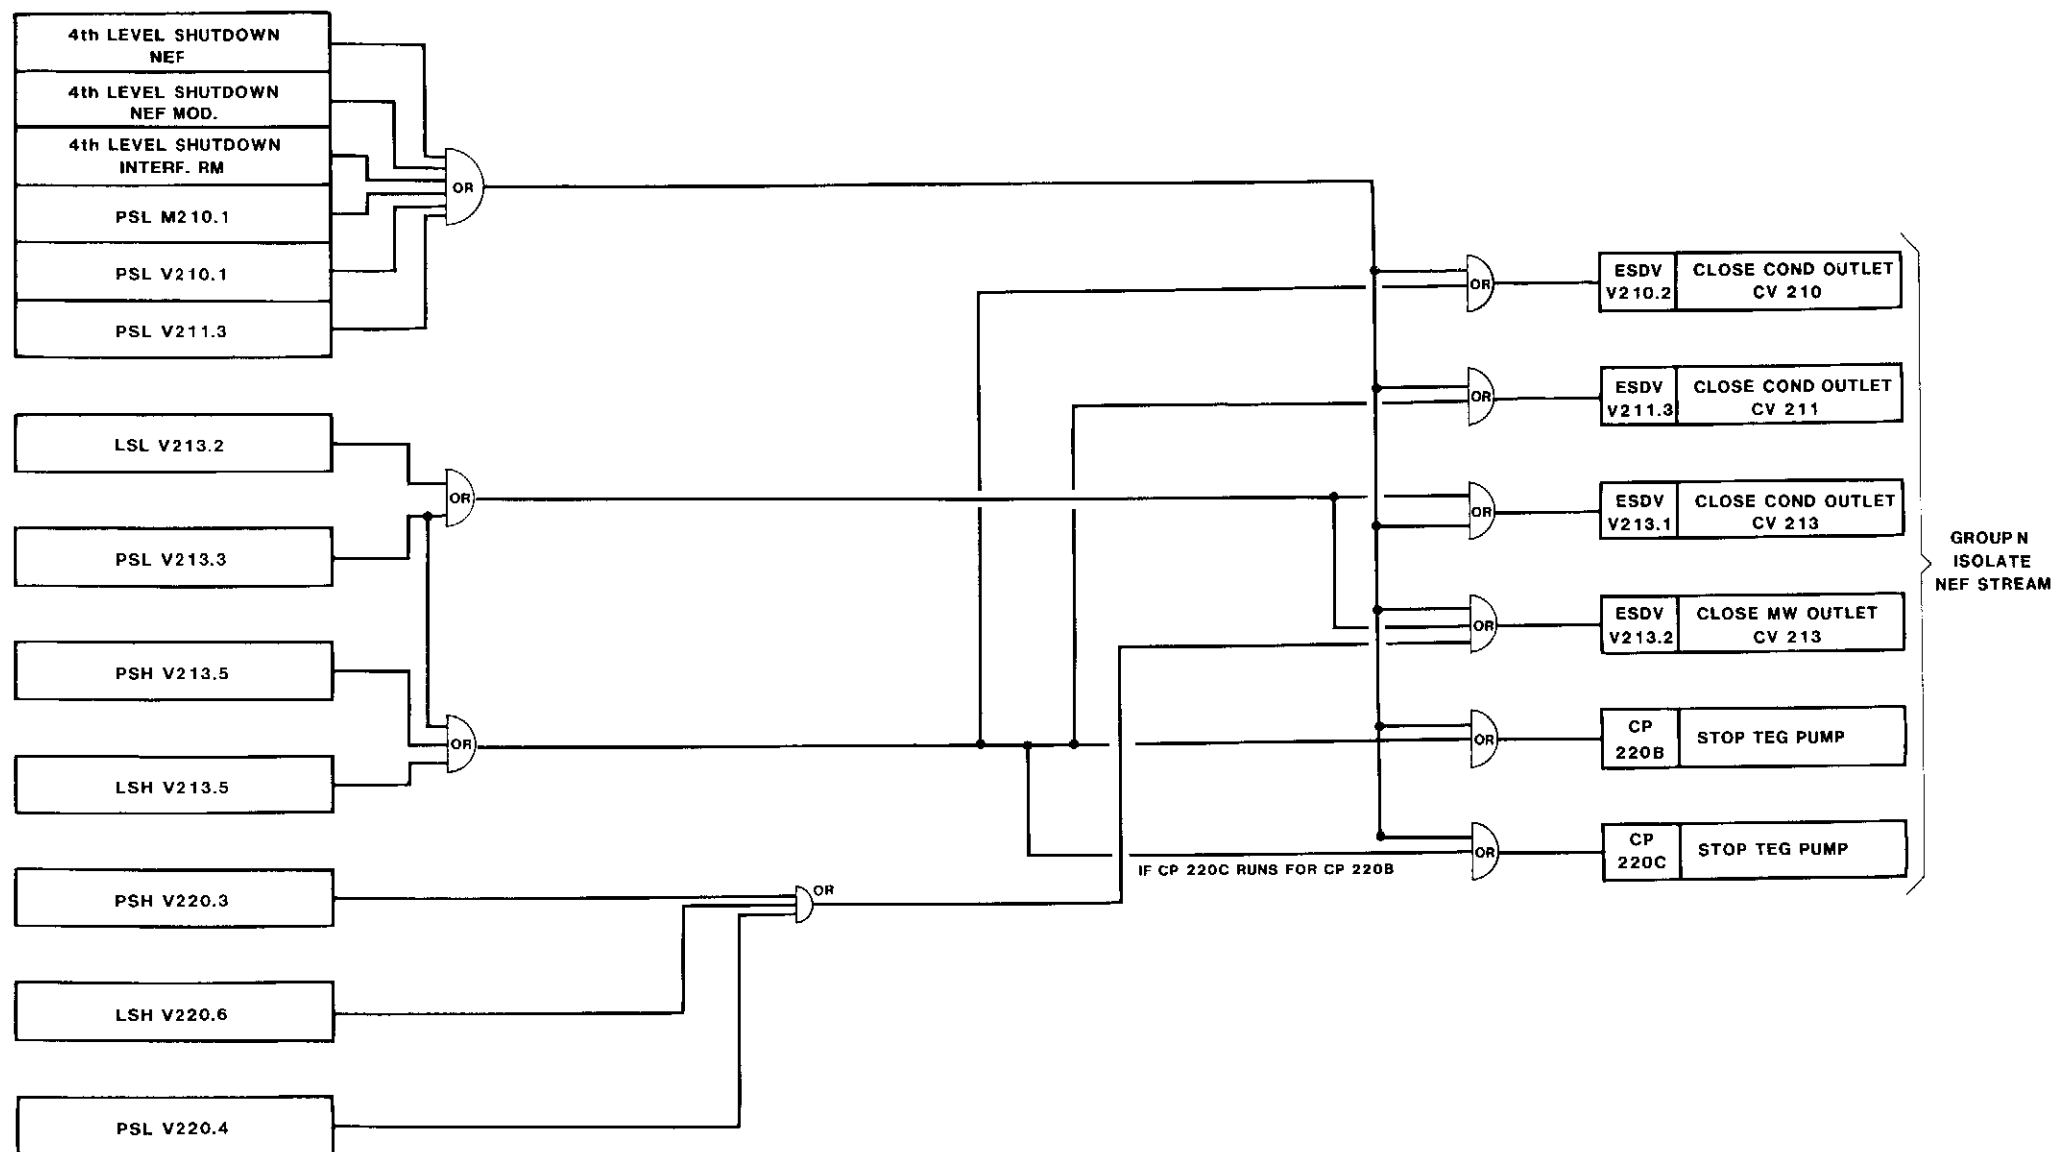 4th LEVEL SHUTDOWN
NEF
4th LEVEL SHUTDOWN
NEF MOD.
4th LEVEL SHUTDOWN
INTERF. RM
PSL M210.1
PSL V210.1
PSL V211.3
LSL V213.2
PSL V213.3
PSH V213.5
LSH V213.5
PSH V220.3
LSH V220.6
PSL V220.4
OR
OR
OR
OR
OR
OR
OR
OR
OR
OR
IF CP 220C RUNS FOR CP 220B
ESDV
V210.2
CLOSE COND OUTLET
CV 210
ESDV
V211.3
CLOSE COND OUTLET
CV 211
ESDV
V213.1
CLOSE COND OUTLET
CV 213
ESDV
V213.2
CLOSE MW OUTLET
CV 213
CP
220B
STOP TEG PUMP
CP
220C
STOP TEG PUMP
GROUP N
ISOLATE
NEF STREAM